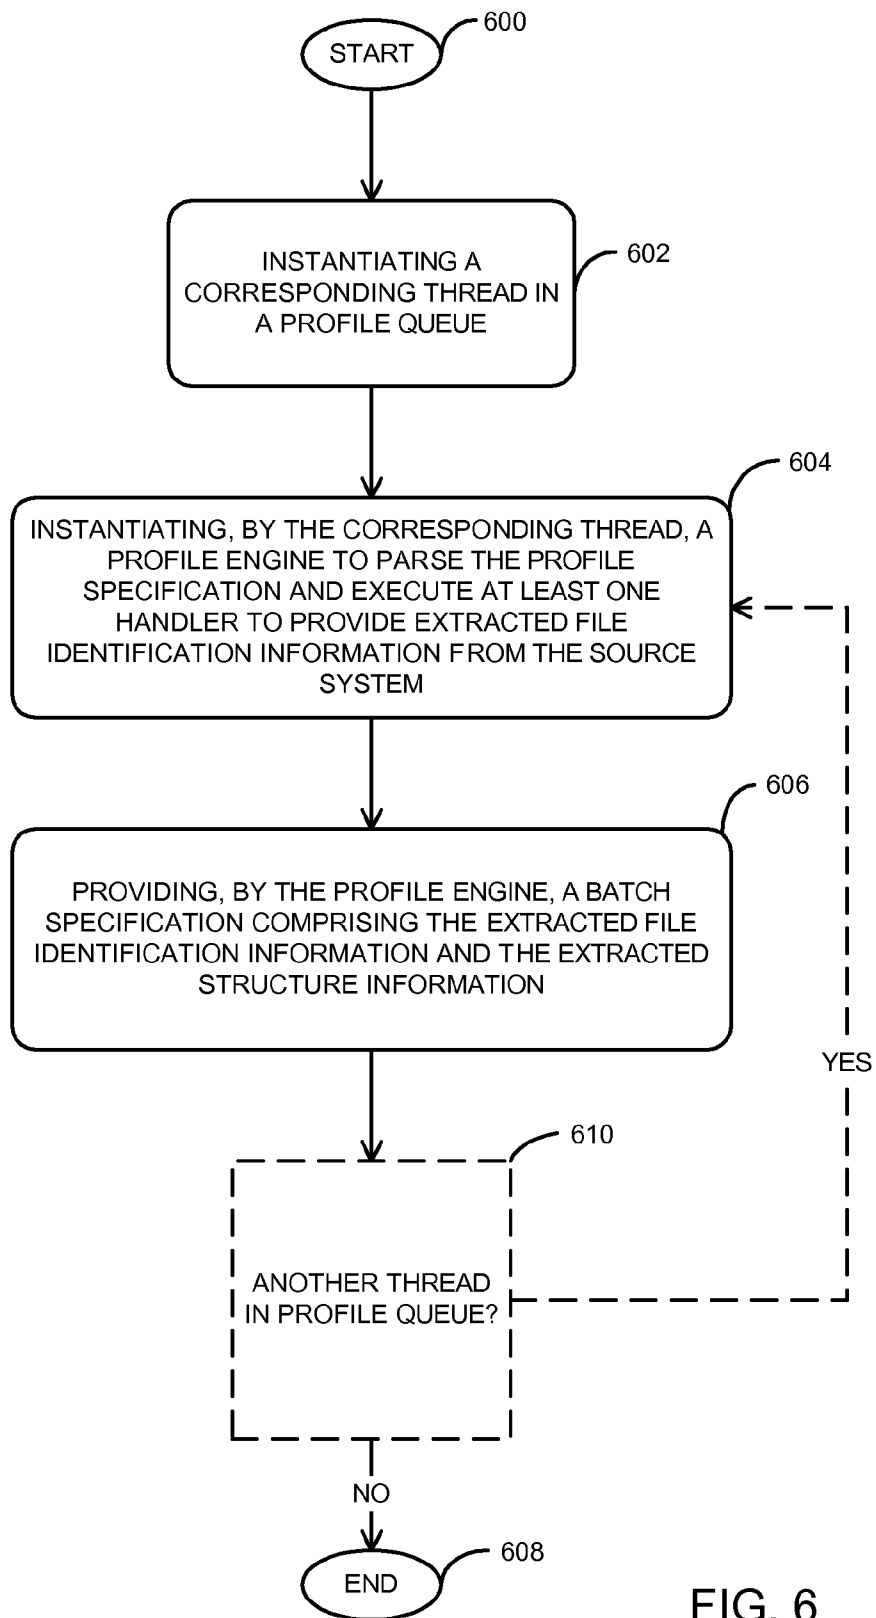 START
600
INSTANTIATING A
CORRESPONDING THREAD IN
A PROFILE QUEUE
602
INSTANTIATING, BY THE CORRESPONDING THREAD, A
PROFILE ENGINE TO PARSE THE PROFILE
SPECIFICATION AND EXECUTE AT LEAST ONE
HANDLER TO PROVIDE EXTRACTED FILE
IDENTIFICATION INFORMATION FROM THE SOURCE
SYSTEM
604
PROVIDING, BY THE PROFILE ENGINE, A BATCH
SPECIFICATION COMPRISING THE EXTRACTED FILE
IDENTIFICATION INFORMATION AND THE EXTRACTED
STRUCTURE INFORMATION
606
YES
ANOTHER THREAD
IN PROFILE QUEUE?
610
NO
END
608
FIG. 6